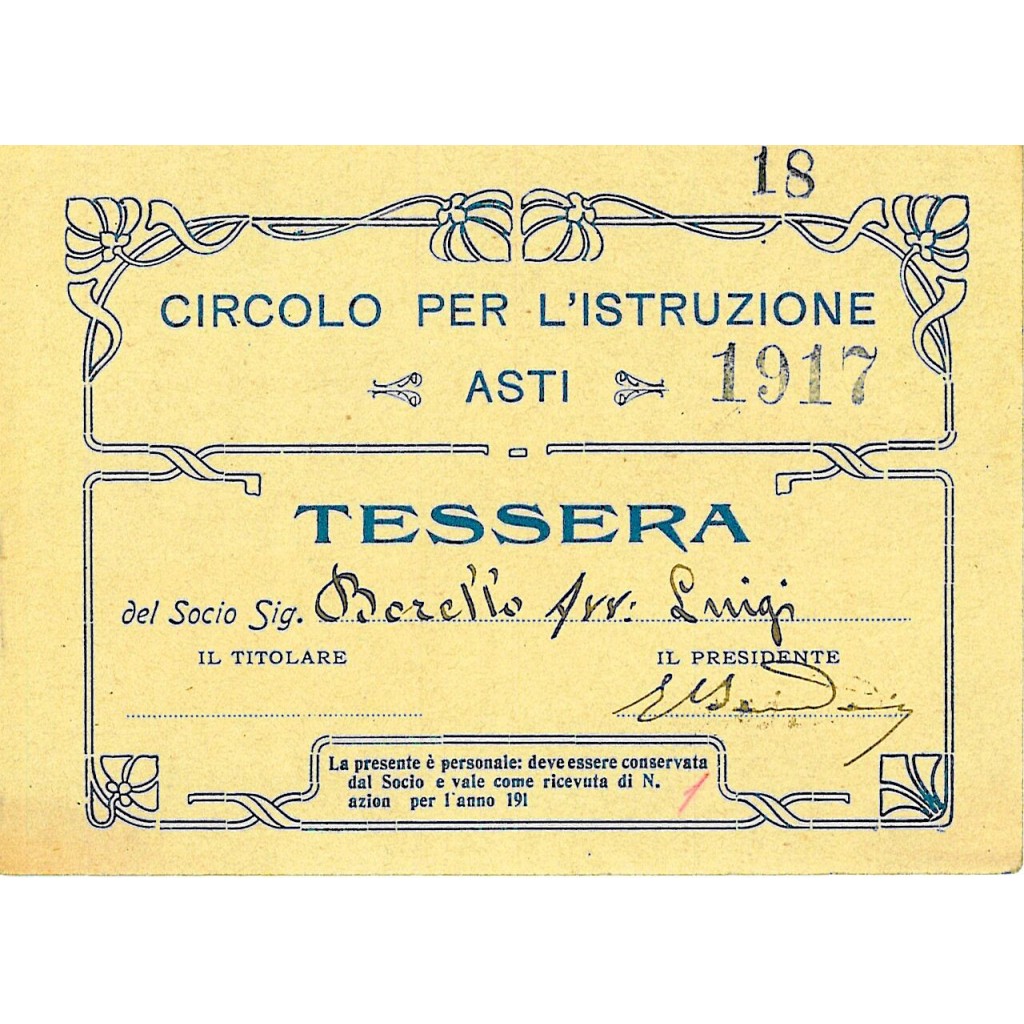 18
CIRCOLO PER L'ISTRUZIONE
ASTI 1917
TESSERA
del Socio Sig. Borello Avv: Luigi
IL TITOLARE IL PRESIDENTE
La presente è personale: deve essere conservata
dal Socio e vale come ricevuta di N. 1
azion per l'anno 191